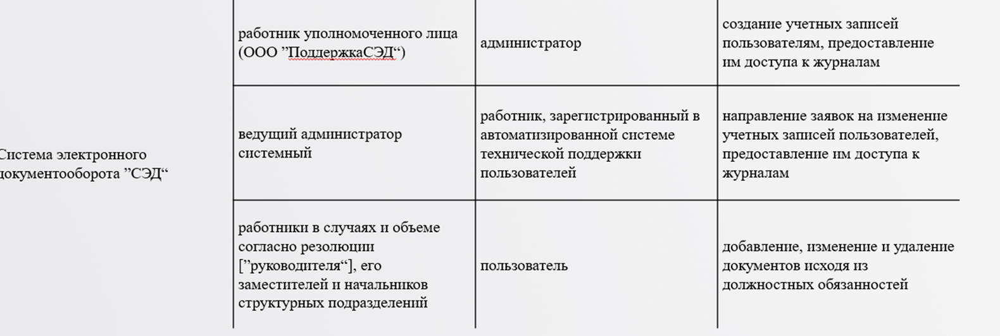 Система электронного
документооборота ”СЭД“
работник уполномоченного лица
(ООО ”ПоддержкаСЭД“)
администратор
создание учетных записей
пользователям, предоставление
им доступа к журналам
ведущий администратор
системный
работник, зарегистрированный в
автоматизированной системе
технической поддержки
пользователей
направление заявок на изменение
учетных записей пользователей,
предоставление им доступа к
журналам
работники в случаях и объеме
согласно резолюции
[”руководителя“], его
заместителей и начальников
структурных подразделений
пользователь
добавление, изменение и удаление
документов исходя из
должностных обязанностей